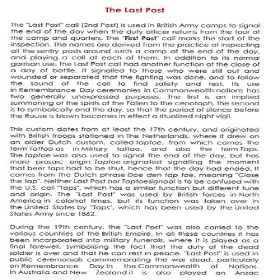 The Last Post
The "Last Post" call (2nd Post) is used in British Army camps to signal
the end of the day when the duty officer returns from the tour of
the camp and quarters. The "First Post" call marks the start of the
inspection. The names are derived from the practice of inspecting
all the sentry posts around such a camp at the end of the day,
and playing a call at each of them. In addition to its normal
garrison use, the Last Post call had another function at the close of
a day of battle. It signalled to those who were still out and
wounded or separated that the fighting was done, and to follow
the sound of the call to find safety and rest. Its use
in Remembrance Day ceremonies in Commonwealth nations has
two generally unexpressed purposes: the first is an implied
summoning of the spirits of the Fallen to the cenotaph, the second
is to symbolically end the day, so that the period of silence before
the Rouse is blown becomes in effect a ritualized night vigil.
This custom dates from at least the 17th century, and originated
with British troops stationed in the Netherlands, where it drew on
an older Dutch custom, called taptoe, from which comes the
term Tattoo as in Military tattoo, and also the term Taps.
The taptoe was also used to signal the end of the day, but has
more prosaic origin. Taptoe originated signalling the moment
that beer taps had to be shut, hence that the day had ended. It
comes from the Dutch phrase Doe den tap toe, meaning "Close
the tap". Neither Last Post nor Taptoe signal is to be confused with
the U.S. call "Taps", which has a similar function but different tune
and origin. The "Last Post" was used by British forces in North
America in colonial times, but its function was taken over in
the United States by "Taps", which has been used by the United
States Army since 1862.
During the 19th century, the "Last Post" was also carried to the
various countries of the British Empire. In all these countries it has
been incorporated into military funerals, where it is played as a
final farewell, symbolising the fact that the duty of the dead
soldier is over and that he can rest in peace. "Last Post" is used in
public ceremonials commemorating the war dead, particularly
on Remembrance Day in the Commonwealth of Nations.
In Australia and New Zealand it is also played on Anzac